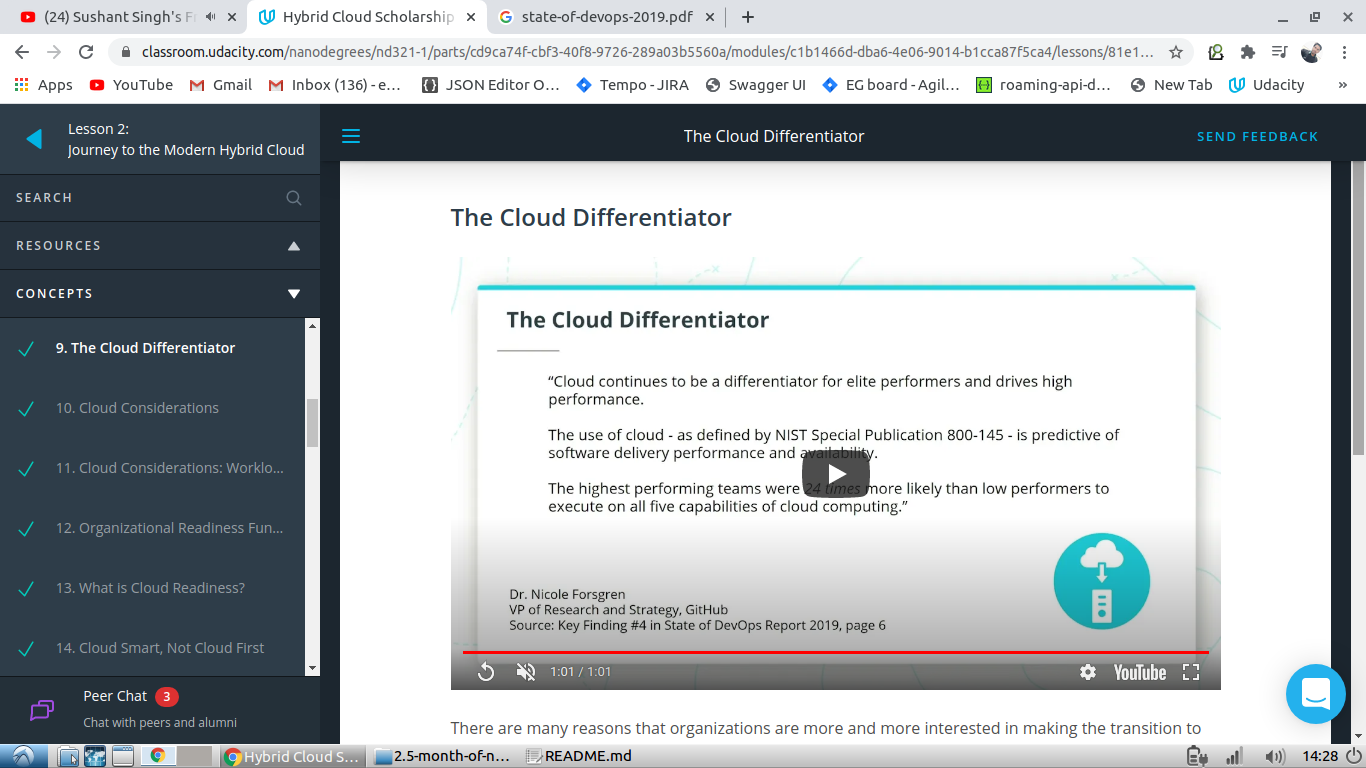 (24) Sushant Singh's F
Hybrid Cloud Scholarship
state-of-devops-2019.pdf
classroom.udacity.com/nanodegrees/nd321-1/parts/cd9ca74f-cbf3-40f8-9726-289a03b5560a/modules/c1b1466d-dba6-4e06-9014-b1cca87f5ca4/lessons/81e1...
Apps YouTube Gmail Inbox (136) - e... JSON Editor O... Tempo - JIRA Swagger UI EG board - Agil... roaming-api-d... New Tab Udacity »
Lesson 2:
Journey to the Modern Hybrid Cloud
The Cloud Differentiator
SEND FEEDBACK
SEARCH
RESOURCES
CONCEPTS
9. The Cloud Differentiator
10. Cloud Considerations
11. Cloud Considerations: Worklo...
12. Organizational Readiness Fun...
13. What is Cloud Readiness?
14. Cloud Smart, Not Cloud First
Peer Chat 3
Chat with peers and alumni
The Cloud Differentiator
The Cloud Differentiator
“Cloud continues to be a differentiator for elite performers and drives high
performance.
The use of cloud - as defined by NIST Special Publication 800-145 - is predictive of
software delivery performance and availability.
The highest performing teams were 24 times more likely than low performers to
execute on all five capabilities of cloud computing.”
Dr. Nicole Forsgren
VP of Research and Strategy, GitHub
Source: Key Finding #4 in State of DevOps Report 2019, page 6
1:01 / 1:01
YouTube
There are many reasons that organizations are more and more interested in making the transition to
Hybrid Cloud S...
2.5-month-of-n...
README.md
14:28